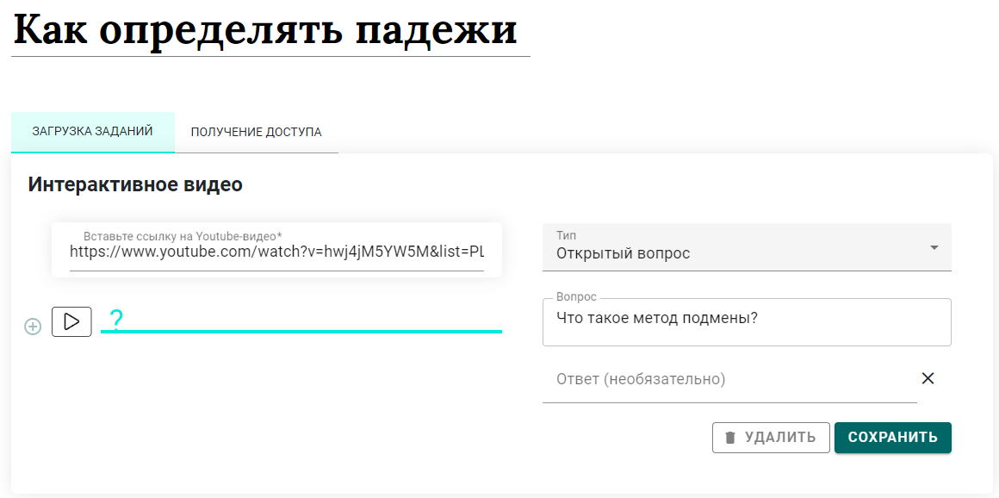 Как определять падежи
ЗАГРУЗКА ЗАДАНИЙ
ПОЛУЧЕНИЕ ДОСТУПА
Интерактивное видео
Вставьте ссылку на Youtube-видео*
https://www.youtube.com/watch?v=hwj4jM5YW5M&list=PL
?
Тип
Открытый вопрос
Вопрос
Что такое метод подмены?
Ответ (необязательно)
УДАЛИТЬ
СОХРАНИТЬ